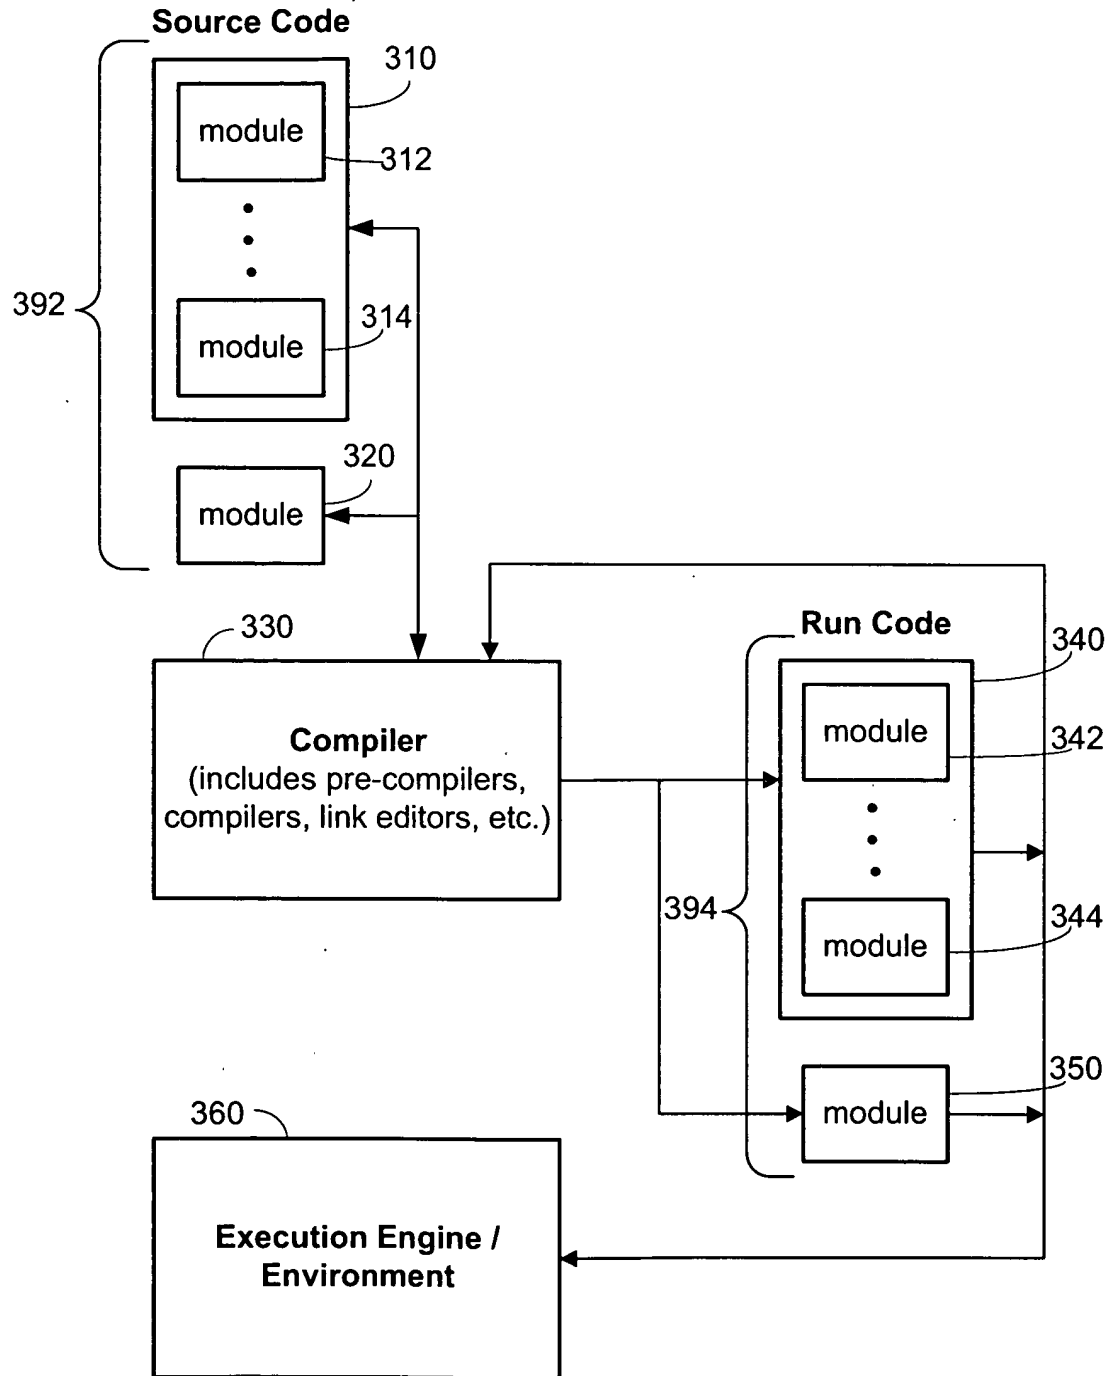 Source Code
310
module
312
392
314
module
320
module
330
Run Code
340
Compiler
(includes pre-compilers,
compilers, link editors, etc.)
module
342
394
344
module
350
module
360
Execution Engine /
Environment